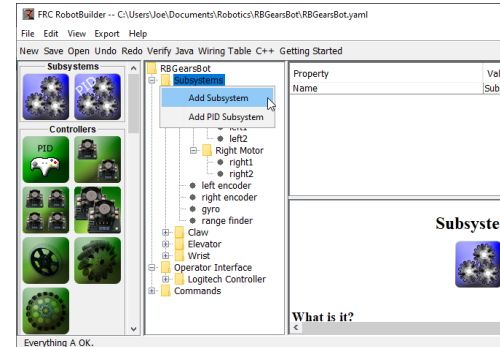 FRC RobotBuilder -- C:\Users\Joe\Documents\Robotics\RBGearsBot\RBGearsBot.yaml
File Edit View Export Help
New Save Open Undo Redo Verify Java Wiring Table C++ Getting Started
Subsystems
PID
Controllers
PID
RBGearsBot
Subsystems
Add Subsystem
Add PID Subsystem
left1
left2
Right Motor
right1
right2
left encoder
right encoder
gyro
range finder
Claw
Elevator
Wrist
Operator Interface
Logitech Controller
Commands
Property Val
Name Sub
Subsyste
What is it?
Everything A OK.